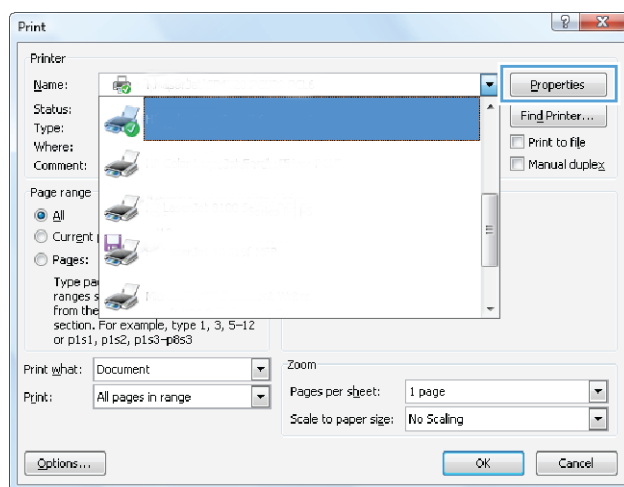 Print
Printer
Name:
Properties
Status:
Find Printer...
Type:
Where:
Print to file
Comment:
Manual duplex
Page range
All
Current
Pages:
Type
ranges
from the
section. For example, type 1, 3, 5-12
or p1s1, p1s2, p1s3-p8s3
Print what: Document
Print: All pages in range
Zoom
Pages per sheet: 1 page
Scale to paper size: No Scaling
Options...
OK
Cancel